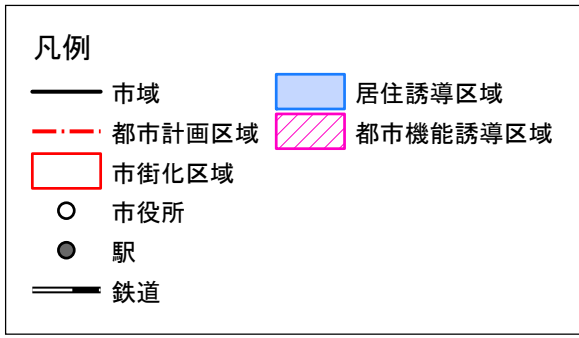 凡例
市域
居住誘導区域
都市計画区域
都市機能誘導区域
市街化区域
市役所
駅
鉄道